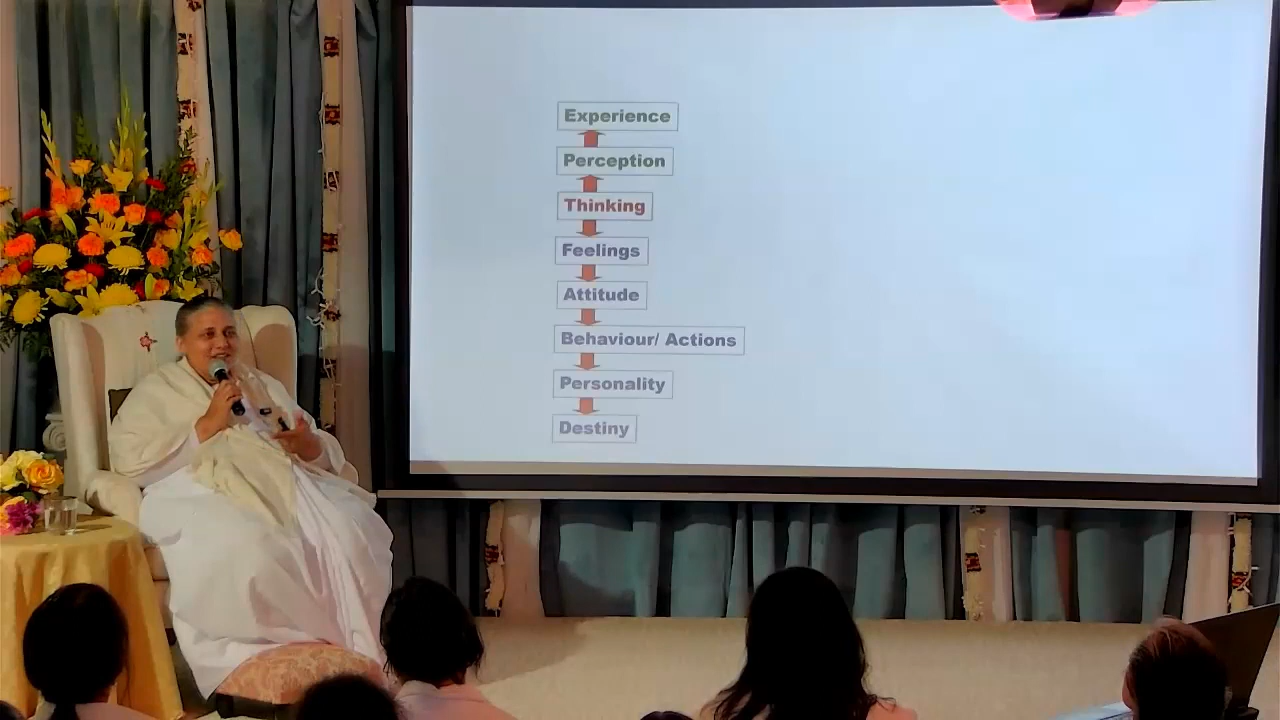 Experience
Perception
Thinking
Feelings
Attitude
Behaviour/ Actions
Personality
Destiny